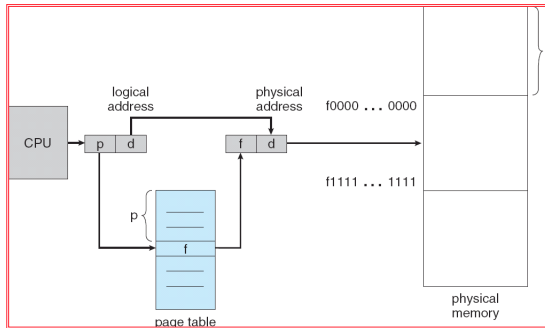 logical
address
physical
address
f0000 ... 0000
CPU
p d
f d
f1111 ... 1111
p
f
physical
memory
page table